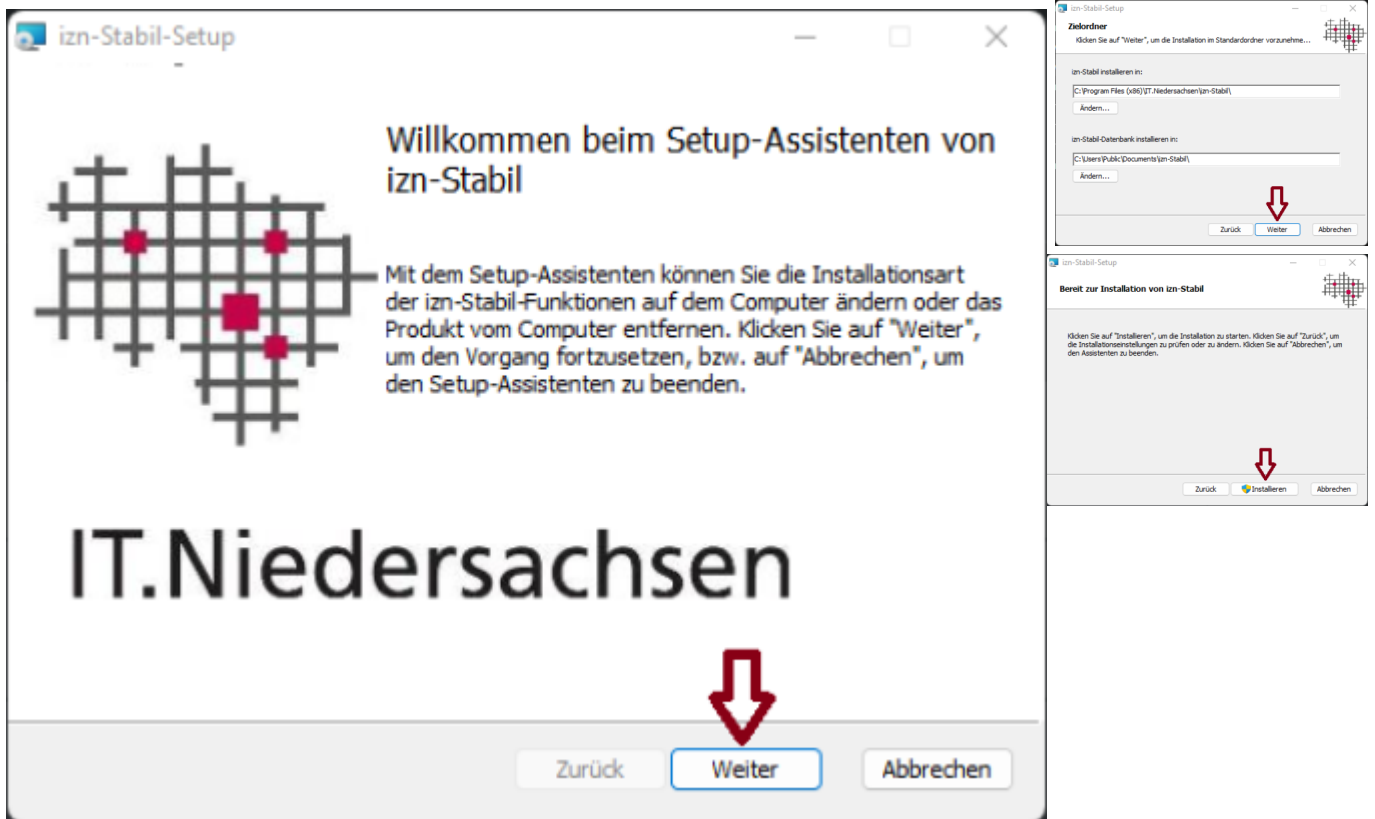 izn-Stabil-Setup
Willkommen beim Setup-Assistenten von
izn-Stabil
Mit dem Setup-Assistenten können Sie die Installationsart
der izn-Stabil-Funktionen auf dem Computer ändern oder das
Produkt vom Computer entfernen. Klicken Sie auf "Weiter",
um den Vorgang fortzusetzen, bzw. auf "Abbrechen", um
den Setup-Assistenten zu beenden.
IT.Niedersachsen
Zurück Weiter Abbrechen
izn-Stabil-Setup
Zielordner
Klicken Sie auf "Weiter", um die Installation im Standardordner vorzunehme...
izn-Stabil installieren in:
C:\Program Files (x86)\IT.Niedersachsen\izn-Stabil\
Ändern...
izn-Stabil-Datenbank installieren in:
C:\Users\Public\Documents\izn-Stabil\
Ändern...
Zurück Weiter Abbrechen
izn-Stabil-Setup
Bereit zur Installation von izn-Stabil
Klicken Sie auf "Installieren", um die Installation zu starten. Klicken Sie auf "Zurück", um
die Installationseinstellungen zu prüfen oder zu ändern. Klicken Sie auf "Abbrechen", um
den Assistenten zu beenden.
Zurück Installieren Abbrechen